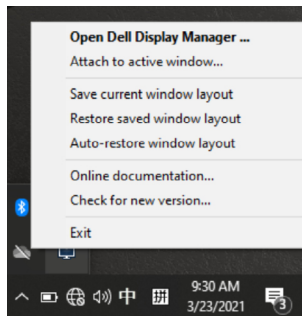 Open Dell Display Manager ...
Attach to active window...
Save current window layout
Restore saved window layout
Auto-restore window layout
Online documentation...
Check for new version...
Exit
中 拼 9:30 AM
3/23/2021
3